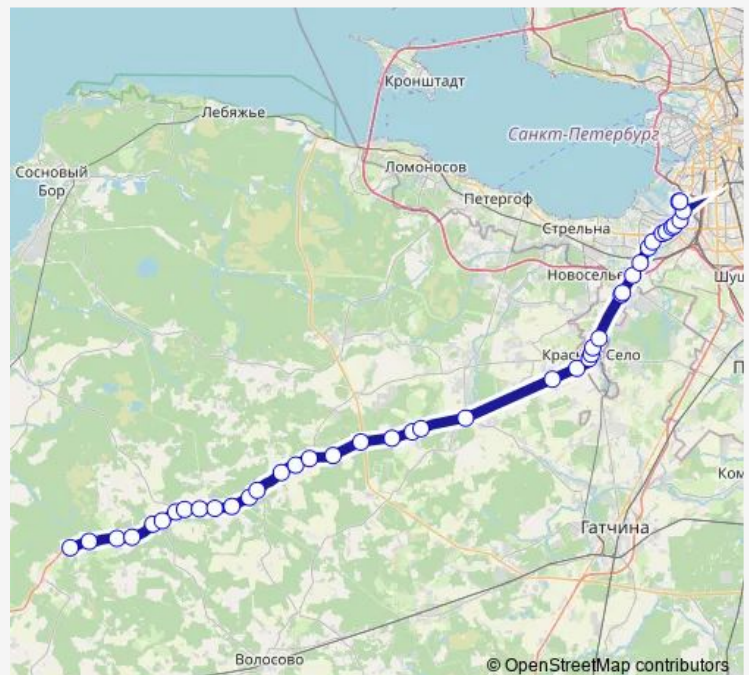 Кронштадт
Лебяжье
Санкт-Петербург
Сосновый
Бор
Ломоносов
Петергоф
Стрельна
Новоселье
Шуш
Красное Село
П
Ком
Гатчина
Волосово
© OpenStreetMap contributors